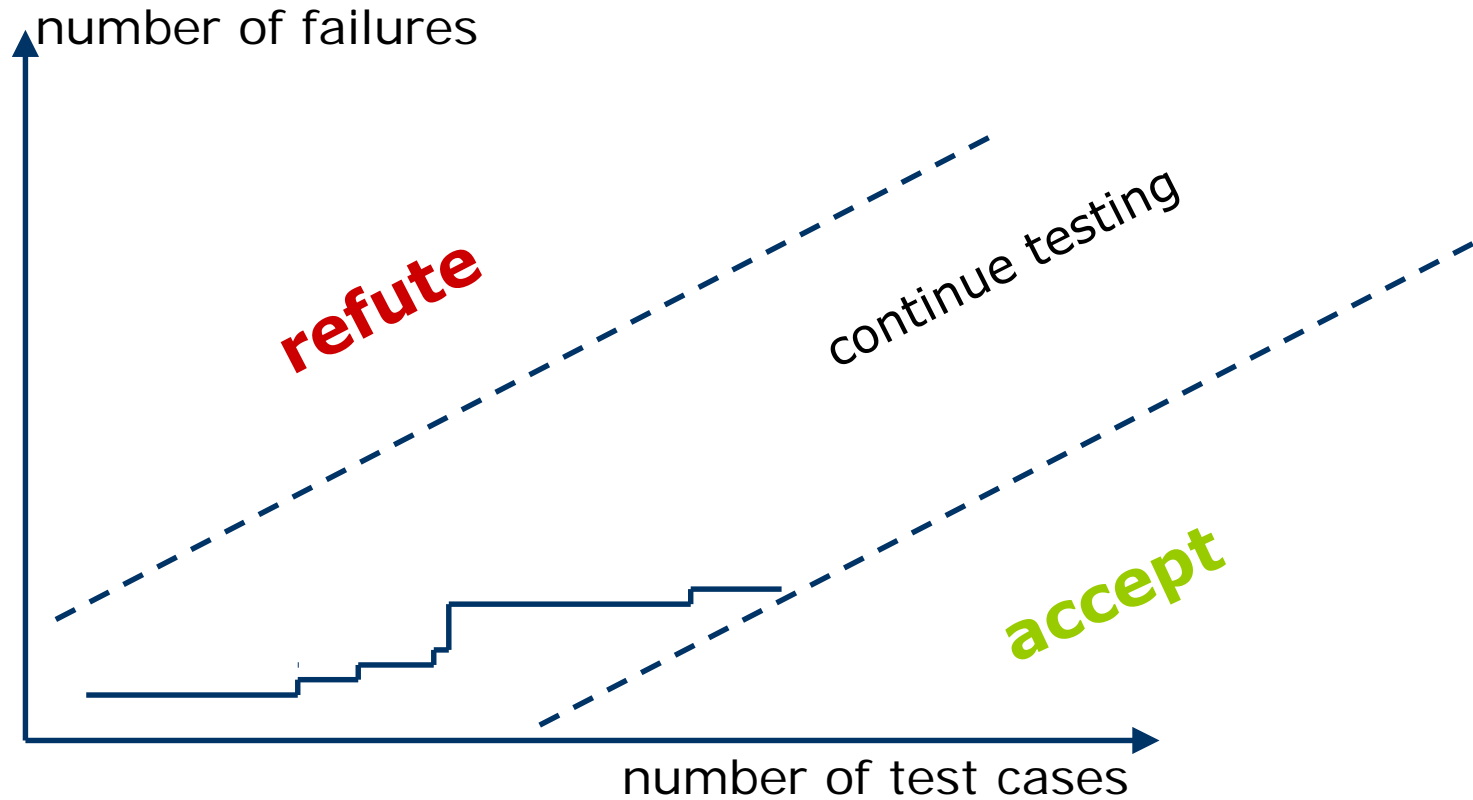 number of failures
refute
continue testing
accept
number of test cases